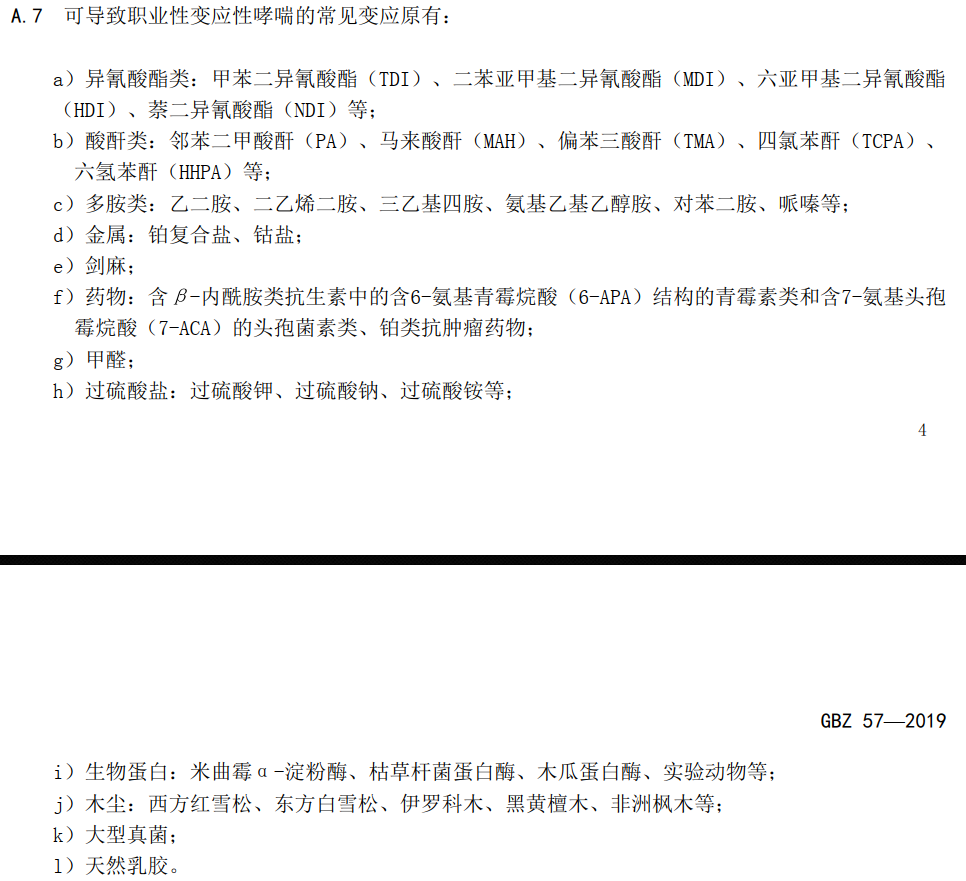 A.7 可导致职业性变应性哮喘的常见变应原有：
a）异氰酸酯类：甲苯二异氰酸酯（TDI）、二苯亚甲基二异氰酸酯（MDI）、六亚甲基二异氰酸酯
（HDI）、萘二异氰酸酯（NDI）等；
b）酸酐类：邻苯二甲酸酐（PA）、马来酸酐（MAH）、偏苯三酸酐（TMA）、四氯苯酐（TCPA）、
六氢苯酐（HHPA）等；
c）多胺类：乙二胺、二乙烯二胺、三乙基四胺、氨基乙基乙醇胺、对苯二胺、哌嗪等；
d）金属：铂复合盐、钴盐；
e）剑麻；
f）药物：含β-内酰胺类抗生素中的含6-氨基青霉烷酸（6-APA）结构的青霉素类和含7-氨基头孢
霉烷酸（7-ACA）的头孢菌素类、铂类抗肿瘤药物；
g）甲醛；
h）过硫酸盐：过硫酸钾、过硫酸钠、过硫酸铵等；
4
GBZ 57—2019
i）生物蛋白：米曲霉α-淀粉酶、枯草杆菌蛋白酶、木瓜蛋白酶、实验动物等；
j）木尘：西方红雪松、东方白雪松、伊罗科木、黑黄檀木、非洲枫木等；
k）大型真菌；
l）天然乳胶。